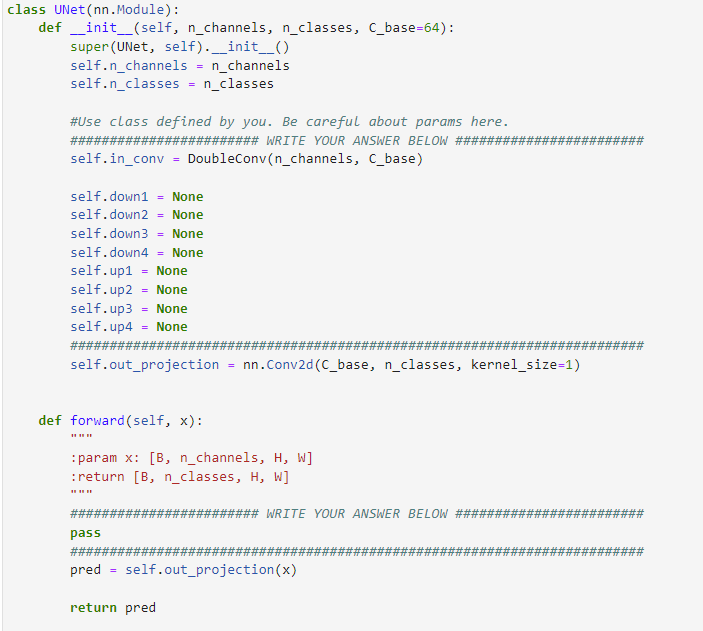 class UNet(nn.Module):
    def __init__(self, n_channels, n_classes, C_base=64):
        super(UNet, self).__init__()
        self.n_channels = n_channels
        self.n_classes = n_classes

        #Use class defined by you. Be careful about params here.
        ######################## WRITE YOUR ANSWER BELOW ########################
        self.in_conv = DoubleConv(n_channels, C_base)

        self.down1 = None
        self.down2 = None
        self.down3 = None
        self.down4 = None
        self.up1 = None
        self.up2 = None
        self.up3 = None
        self.up4 = None
        #########################################################################
        self.out_projection = nn.Conv2d(C_base, n_classes, kernel_size=1)


    def forward(self, x):
        """
        :param x: [B, n_channels, H, W]
        :return [B, n_classes, H, W]
        """
        ######################## WRITE YOUR ANSWER BELOW ########################
        pass
        #########################################################################
        pred = self.out_projection(x)

        return pred